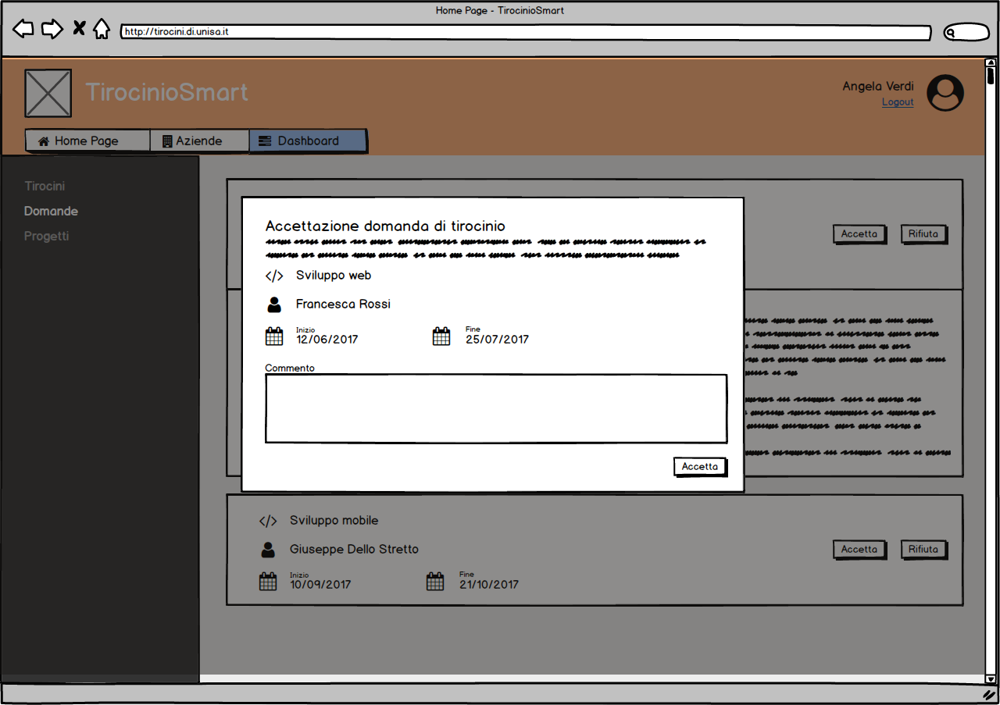 Home Page - TirocinioSmart
http://tirocini.di.unisa.it
TirocinioSmart
Angela Verdi
Logout
Home Page
Aziende
Dashboard
Tirocini
Domande
Progetti
Accetta
Rifiuta
Accettazione domanda di tirocinio
Sviluppo web
Francesca Rossi
Inizio
12/06/2017
Fine
25/07/2017
Commento
Accetta
Sviluppo mobile
Giuseppe Dello Stretto
Inizio
10/09/2017
Fine
21/10/2017
Accetta
Rifiuta